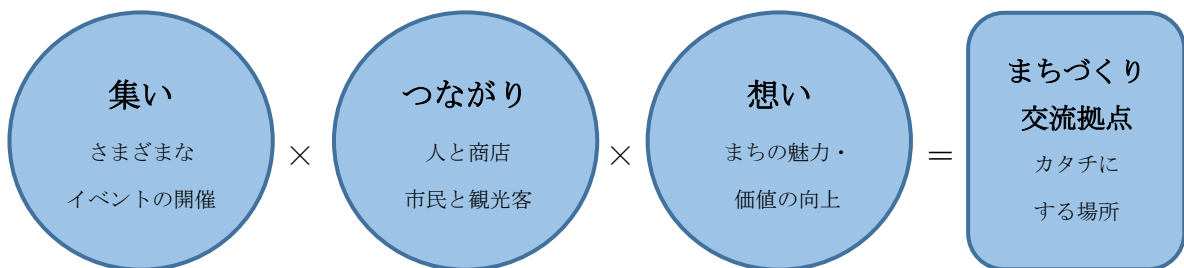 集い
さまざまな
イベントの開催
×
つながり
人と商店
市民と観光客
×
想い
まちの魅力・
価値の向上
＝
まちづくり
交流拠点
カタチに
する場所